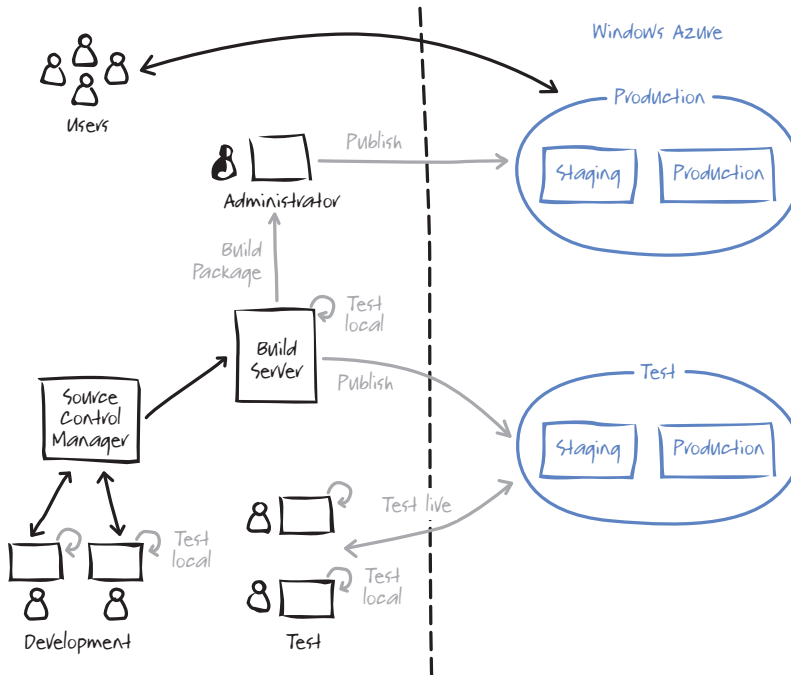 Windows Azure
Users
Production
Publish
Staging
Production
Administrator
Build
Package
Test
local
Build
Server
Publish
Test
Source
Control
Manager
Staging
Production
Test live
Test
local
Test
local
Development
Test